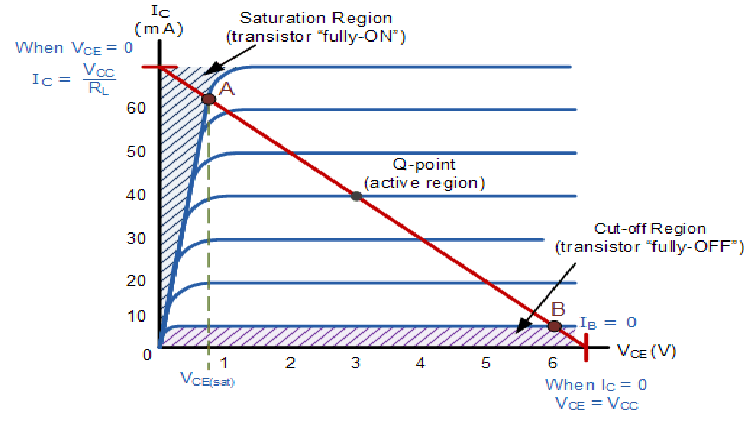 I C
(mA)
Saturation Region
(transistor “fully-ON”)
When VCE = 0
IC = VCC
RL
A
60
50
Q-point
(active region)
40
30
Cut-off Region
(transistor “fully-OFF”)
20
10
B
IB = 0
0
1
2
3
4
5
6
VCE (V)
VCE(sat)
When IC = 0
VCE = VCC